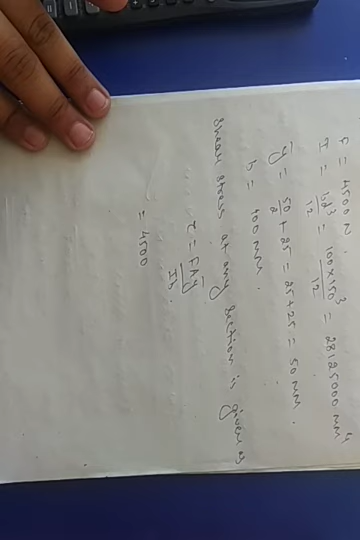 F = 4500 N.
I = bd³/12 = 100×150³/12 = 28125000 mm⁴
ȳ = 50/2 + 25 = 25 + 25 = 50 mm.
b = 100 mm.
Shear stress at any section is given as
τ = FAȳ/Ib.
= 4500